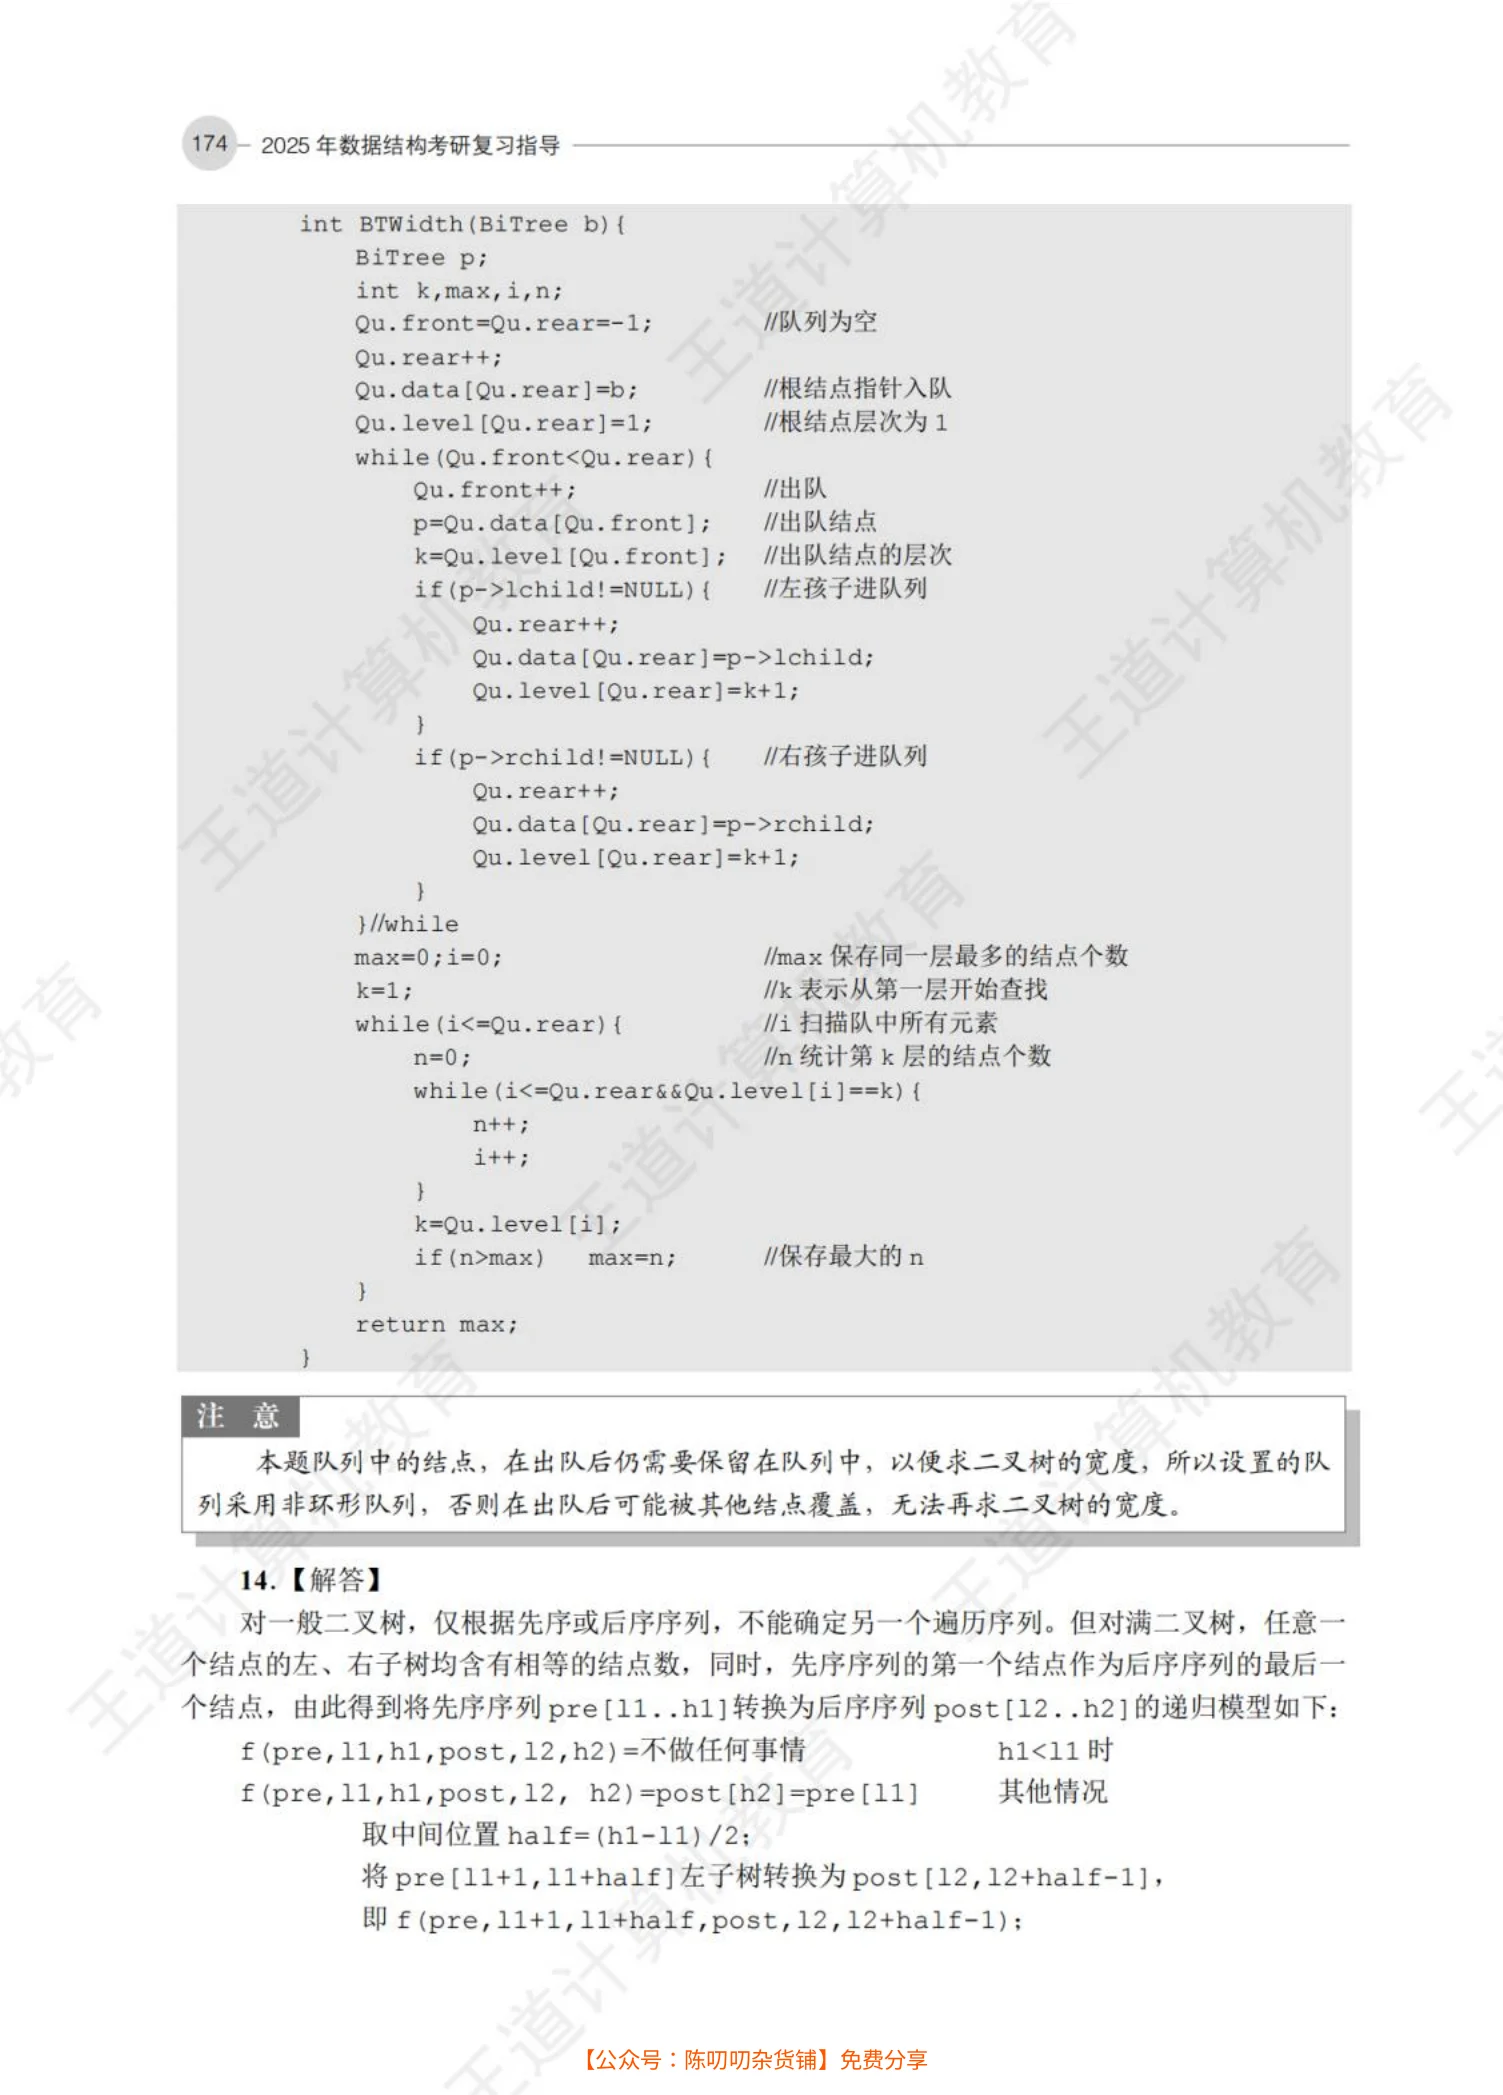 174 2025 年数据结构考研复习指导
int BTWidth(BiTree b){
BiTree p;
int k,max,i,n;
Qu.front=Qu.rear=-1; //队列为空
Qu.rear++;
Qu.data[Qu.rear]=b; //根结点指针入队
Qu.level[Qu.rear]=1; //根结点层次为 1
while(Qu.front<Qu.rear){
Qu.front++; //出队
p=Qu.data[Qu.front]; //出队结点
k=Qu.level[Qu.front]; //出队结点的层次
if(p->lchild!=NULL){ //左孩子进队列
Qu.rear++;
Qu.data[Qu.rear]=p->lchild;
Qu.level[Qu.rear]=k+1;
}
if(p->rchild!=NULL){ //右孩子进队列
Qu.rear++;
Qu.data[Qu.rear]=p->rchild;
Qu.level[Qu.rear]=k+1;
}
}//while
max=0;i=0; //max 保存同一层最多的结点个数
k=1; //k 表示从第一层开始查找
while(i<=Qu.rear){ //i 扫描队中所有元素
n=0; //n 统计第 k 层的结点个数
while(i<=Qu.rear&&Qu.level[i]==k){
n++;
i++;
}
k=Qu.level[i];
if(n>max) max=n; //保存最大的 n
}
return max;
}
注 意
本题队列中的结点，在出队后仍需要保留在队列中，以便求二叉树的宽度，所以设置的队
列采用非环形队列，否则在出队后可能被其他结点覆盖，无法再求二叉树的宽度。
14.【解答】
对一般二叉树，仅根据先序或后序序列，不能确定另一个遍历序列。但对满二叉树，任意一
个结点的左、右子树均含有相等的结点数，同时，先序序列的第一个结点作为后序序列的最后一
个结点，由此得到将先序序列 pre[l1..h1]转换为后序序列 post[l2..h2]的递归模型如下：
f(pre,l1,h1,post,l2,h2)=不做任何事情 h1<l1 时
f(pre,l1,h1,post,l2, h2)=post[h2]=pre[l1] 其他情况
取中间位置 half=(h1-l1)/2;
将 pre[l1+1,l1+half]左子树转换为 post[l2,l2+half-1]，
即 f(pre,l1+1,l1+half,post,l2,l2+half-1);
【公众号：陈叨叨杂货铺】免费分享
王道计算机教育